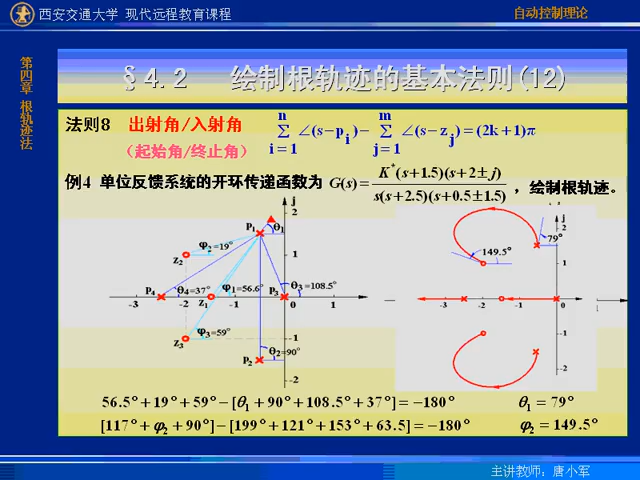 西安交通大学 现代远程教育课程
自动控制理论
第四章 根轨迹法
§4.2 绘制根轨迹的基本法则(12)
法则8 出射角/入射角
(起始角/终止角)
n∑i=1 ∠(s-pi)- m∑j=1 ∠(s-zj)=(2k+1)π
例4 单位反馈系统的开环传递函数为 G(s)= K*(s+1.5)(s+2±j) / s(s+2.5)(s+0.5±1.5) ，绘制根轨迹。
j
2
p1
θ1
φ2=19°
z2
1
p4
θ4=37°
z1
φ1=56.6°
p3
θ3=108.5°
-3
-2
-1
0
1
φ3=59°
z3
-1
θ2=90°
p2
-2
j
2
79°
149.5°
1
-3
-2
-1
0
1
-1
-2
56.5°+19°+59°-[θ1+90°+108.5°+37°]=-180°
θ1=79°
[117°+φ2+90°]-[199°+121°+153°+63.5]=-180°
φ2=149.5°
主讲教师：唐小军